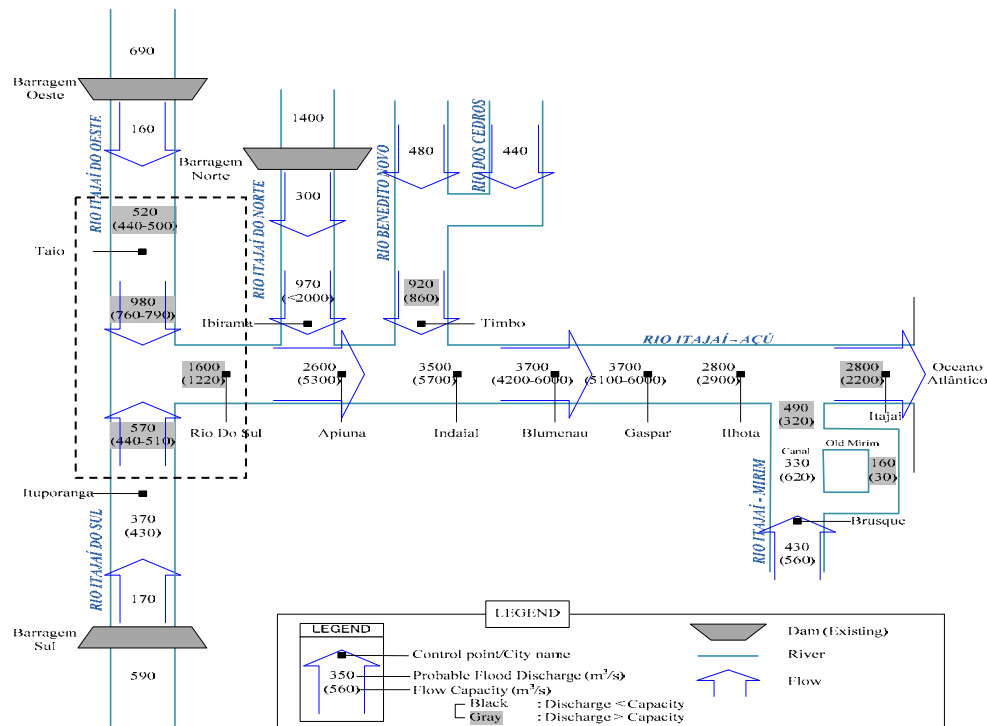 690
Barragem
Oeste
160
RIO ITAJAÍ DO OESTE
520
(440-500)
Taio
980
(760-790)
1400
Barragem
Norte
300
RIO ITAJAÍ DO NORTE
970
(<2000)
Ibirama
480
440
RIO BENEDITO NOVO
RIO DOS CEDROS
920
(860)
Timbo
RIO ITAJAÍ - AÇÚ
1600
(1220)
Rio Do Sul
2600
(5300)
Apiuna
3500
(5700)
Indaial
3700
(4200-6000)
Blumenau
3700
(5100-6000)
Gaspar
2800
(2900)
Ilhota
2800
(2200)
Itajai
Oceano
Atlântico
570
(440-510)
Ituporanga
370
(430)
RIO ITAJAÍ DO SUL
170
Barragem
Sul
590
490
(320)
Canal
330
(620)
Old Mirim
160
(30)
Brusque
RIO ITAJAÍ - MIRIM
430
(560)
LEGEND
LEGEND
Control point/City name
350
Probable Flood Discharge (m³/s)
(560)
Flow Capacity (m³/s)
Black : Discharge < Capacity
Gray : Discharge > Capacity
Dam (Existing)
River
Flow